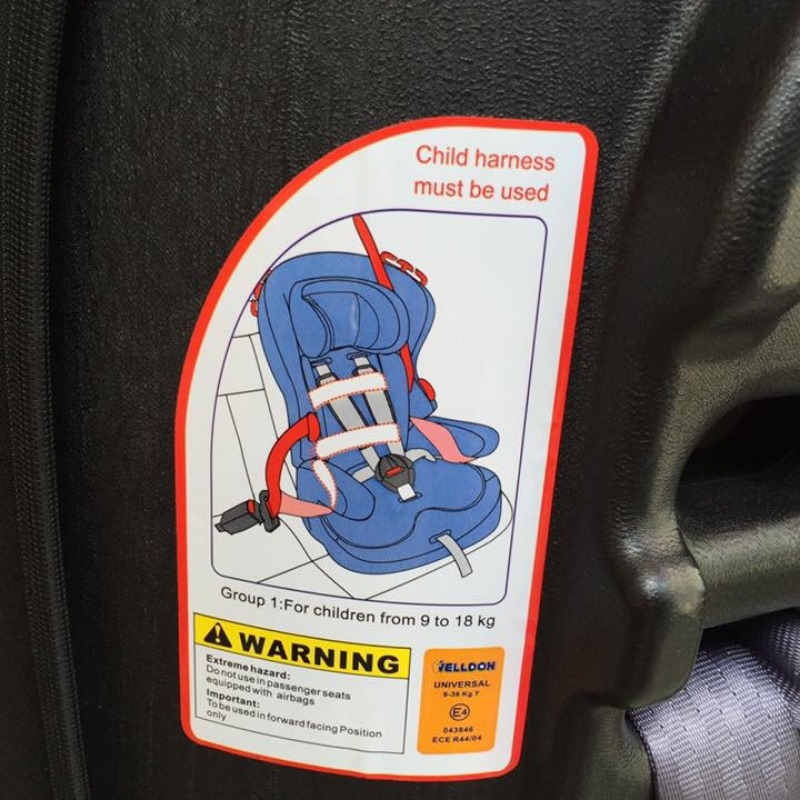 Child harness
must be used
Group 1:For children from 9 to 18 kg
WARNING
Extreme hazard:
Do not use in passenger seats
equipped with airbags
Important:
To be used in forward facing Position
only
WELLDON
UNIVERSAL
9-36 Kg Y
E4
043846
ECE R44/04